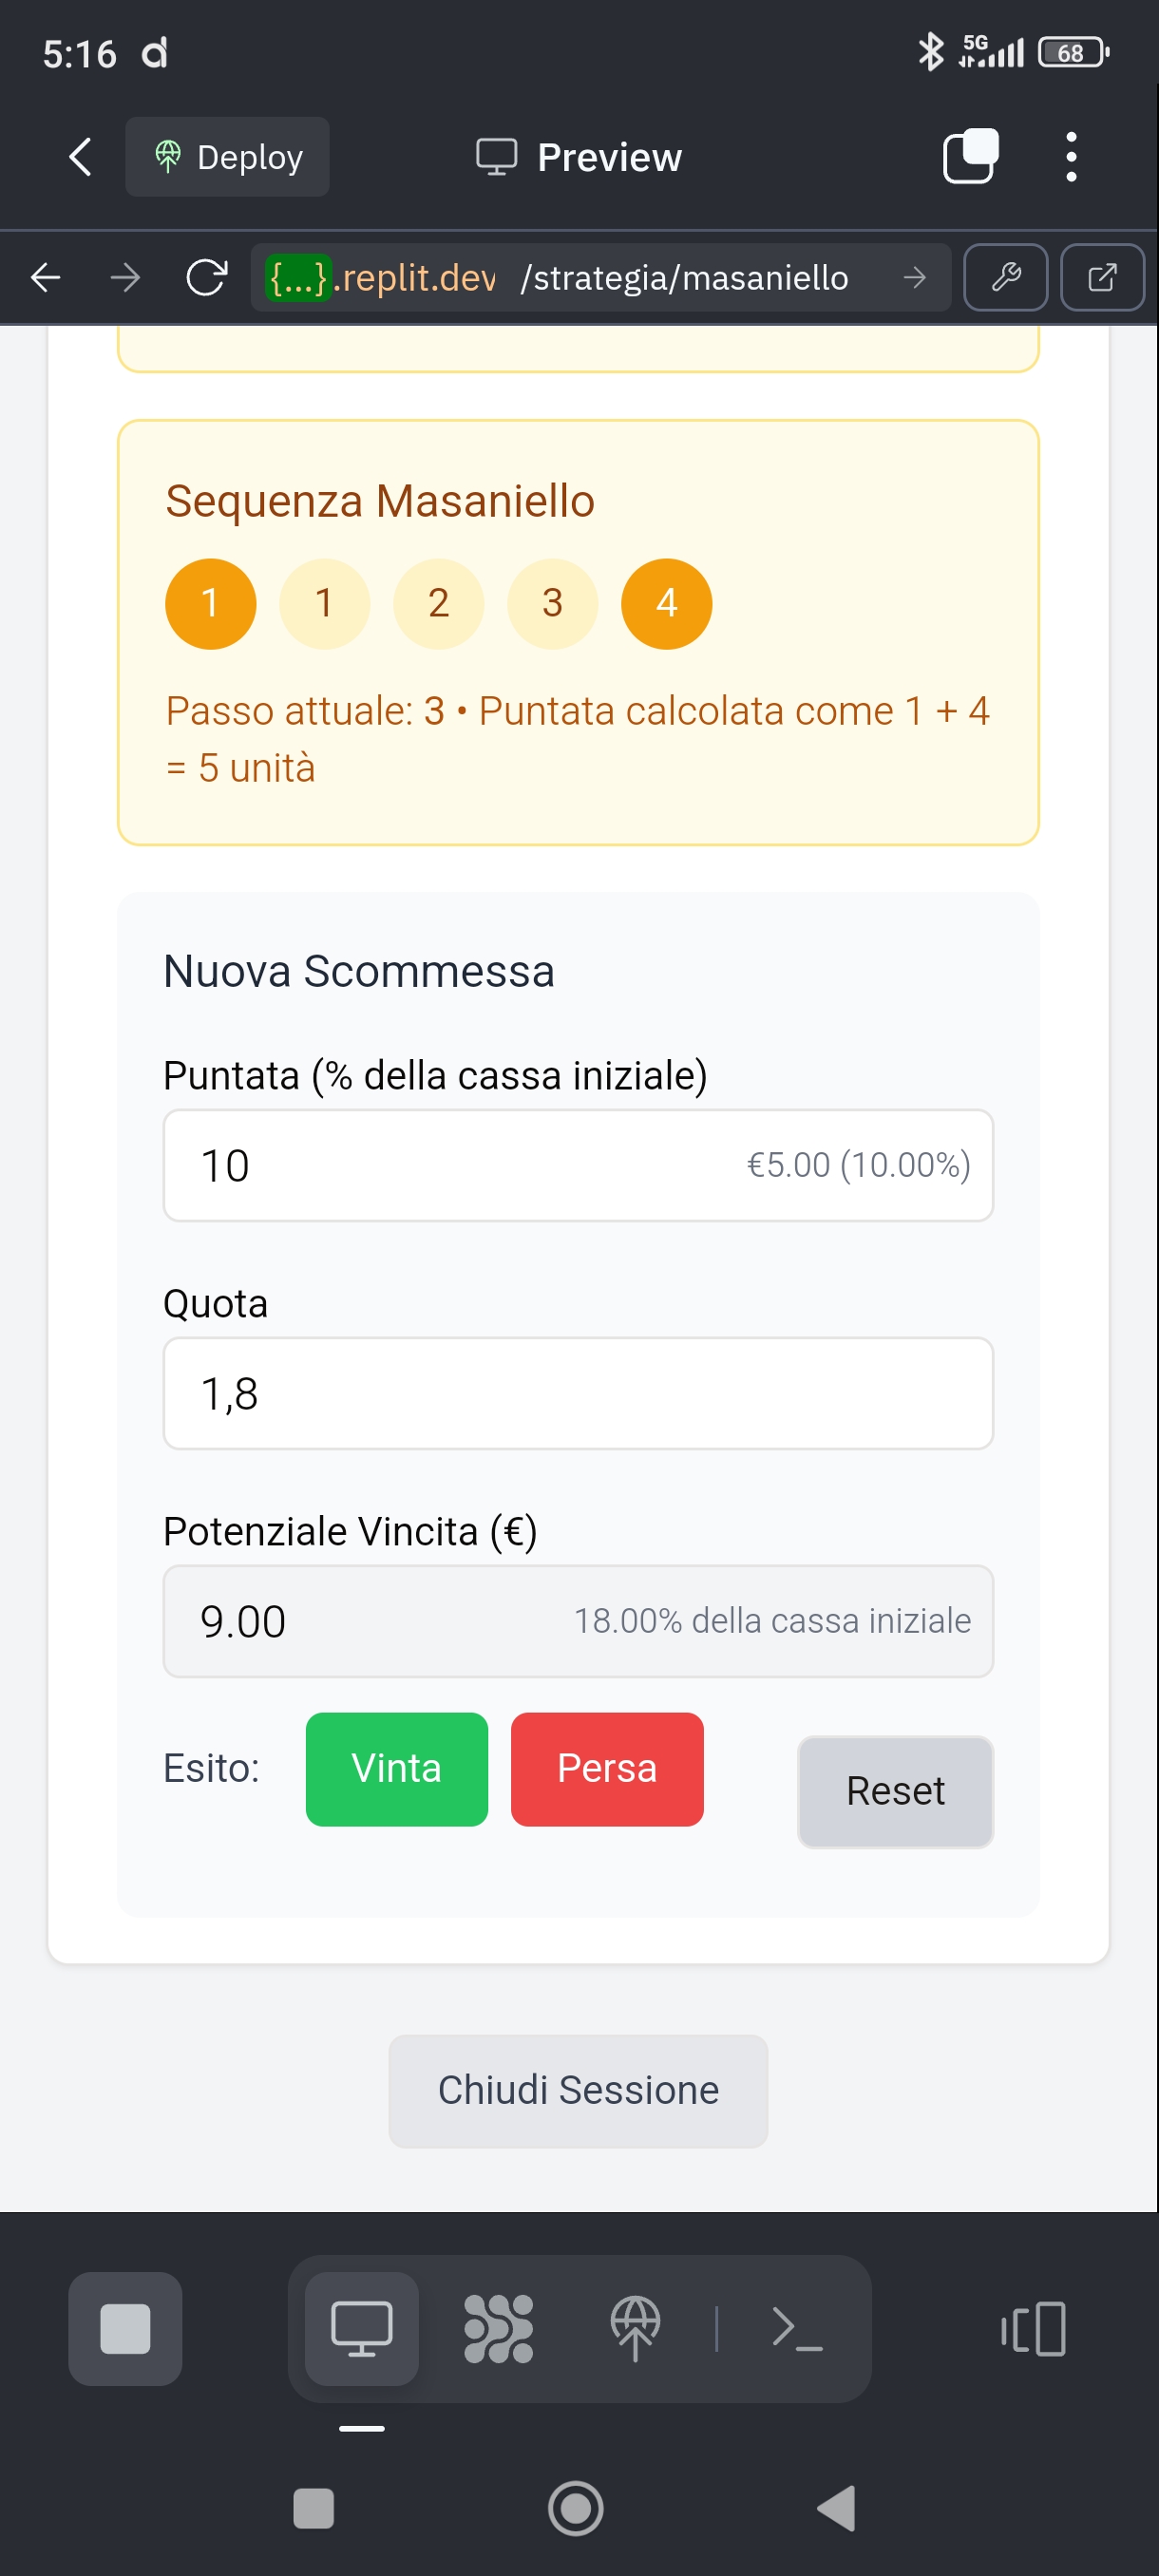 5:16
5G
68
Deploy
Preview
{...}.replit.dev /strategia/masaniello
Sequenza Masaniello
1 1 2 3 4
Passo attuale: 3 • Puntata calcolata come 1 + 4
= 5 unità
Nuova Scommessa
Puntata (% della cassa iniziale)
10 €5.00 (10.00%)
Quota
1,8
Potenziale Vincita (€)
9.00 18.00% della cassa iniziale
Esito: Vinta Persa Reset
Chiudi Sessione